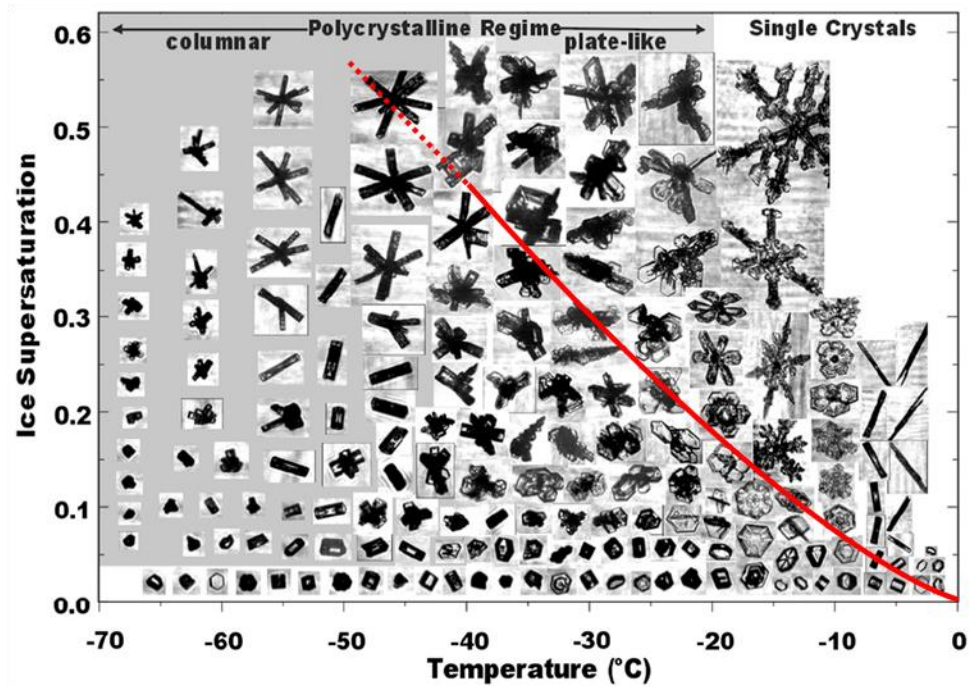 Polycrystalline Regime
columnar
plate-like
Single Crystals
Ice Supersaturation
0.6
0.5
0.4
0.3
0.2
0.1
0.0
-70
-60
-50
-40
-30
-20
-10
0
Temperature (°C)